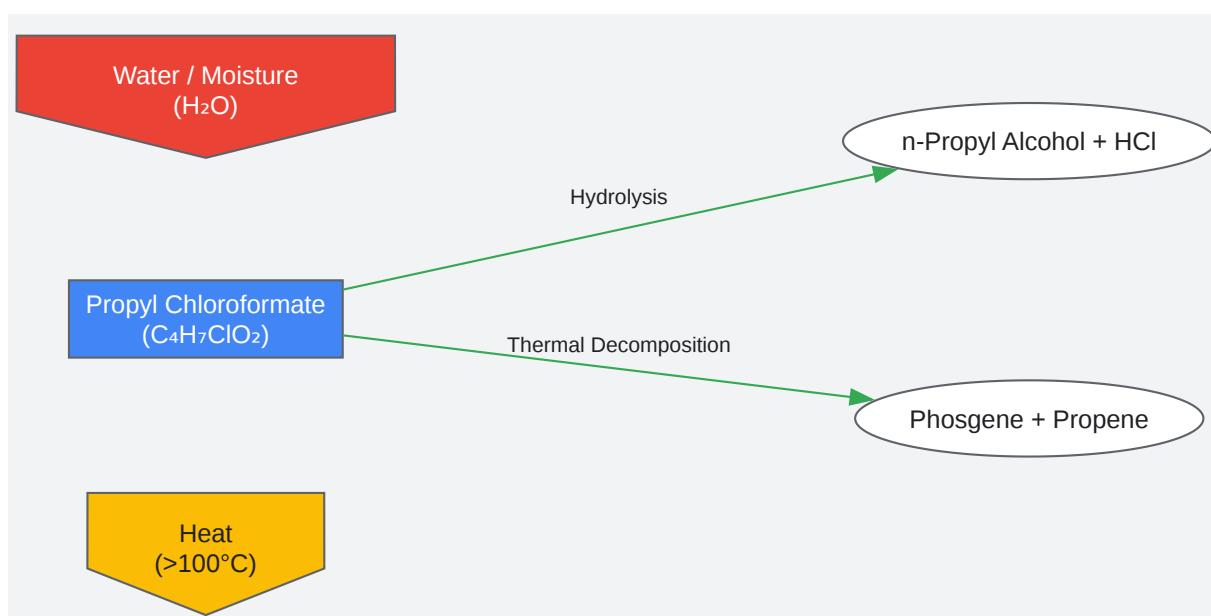 Water / Moisture
(H₂O)
n-Propyl Alcohol + HCl
Hydrolysis
Propyl Chloroformate
(C₄H₇ClO₂)
Thermal Decomposition
Phosgene + Propene
Heat
(>100°C)